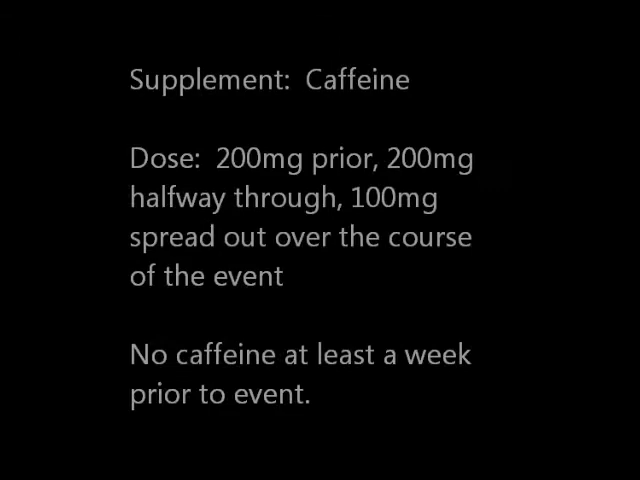 Supplement:  Caffeine
Dose:  200mg prior, 200mg
halfway through, 100mg
spread out over the course
of the event
No caffeine at least a week
prior to event.